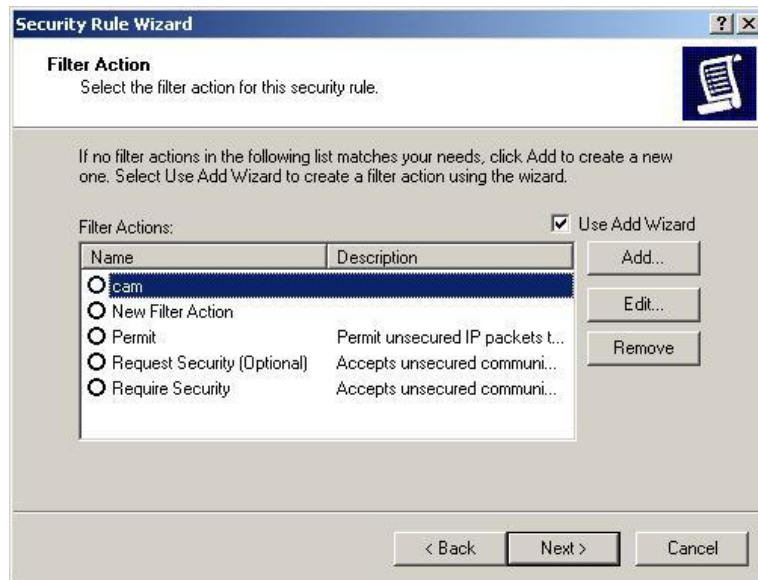 Security Rule Wizard
Filter Action
Select the filter action for this security rule.
If no filter actions in the following list matches your needs, click Add to create a new
one. Select Use Add Wizard to create a filter action using the wizard.
Filter Actions:
Use Add Wizard
Name Description
cam
New Filter Action
Permit Permit unsecured IP packets t...
Request Security (Optional) Accepts unsecured communi...
Require Security Accepts unsecured communi...
Add...
Edit...
Remove
< Back Next > Cancel